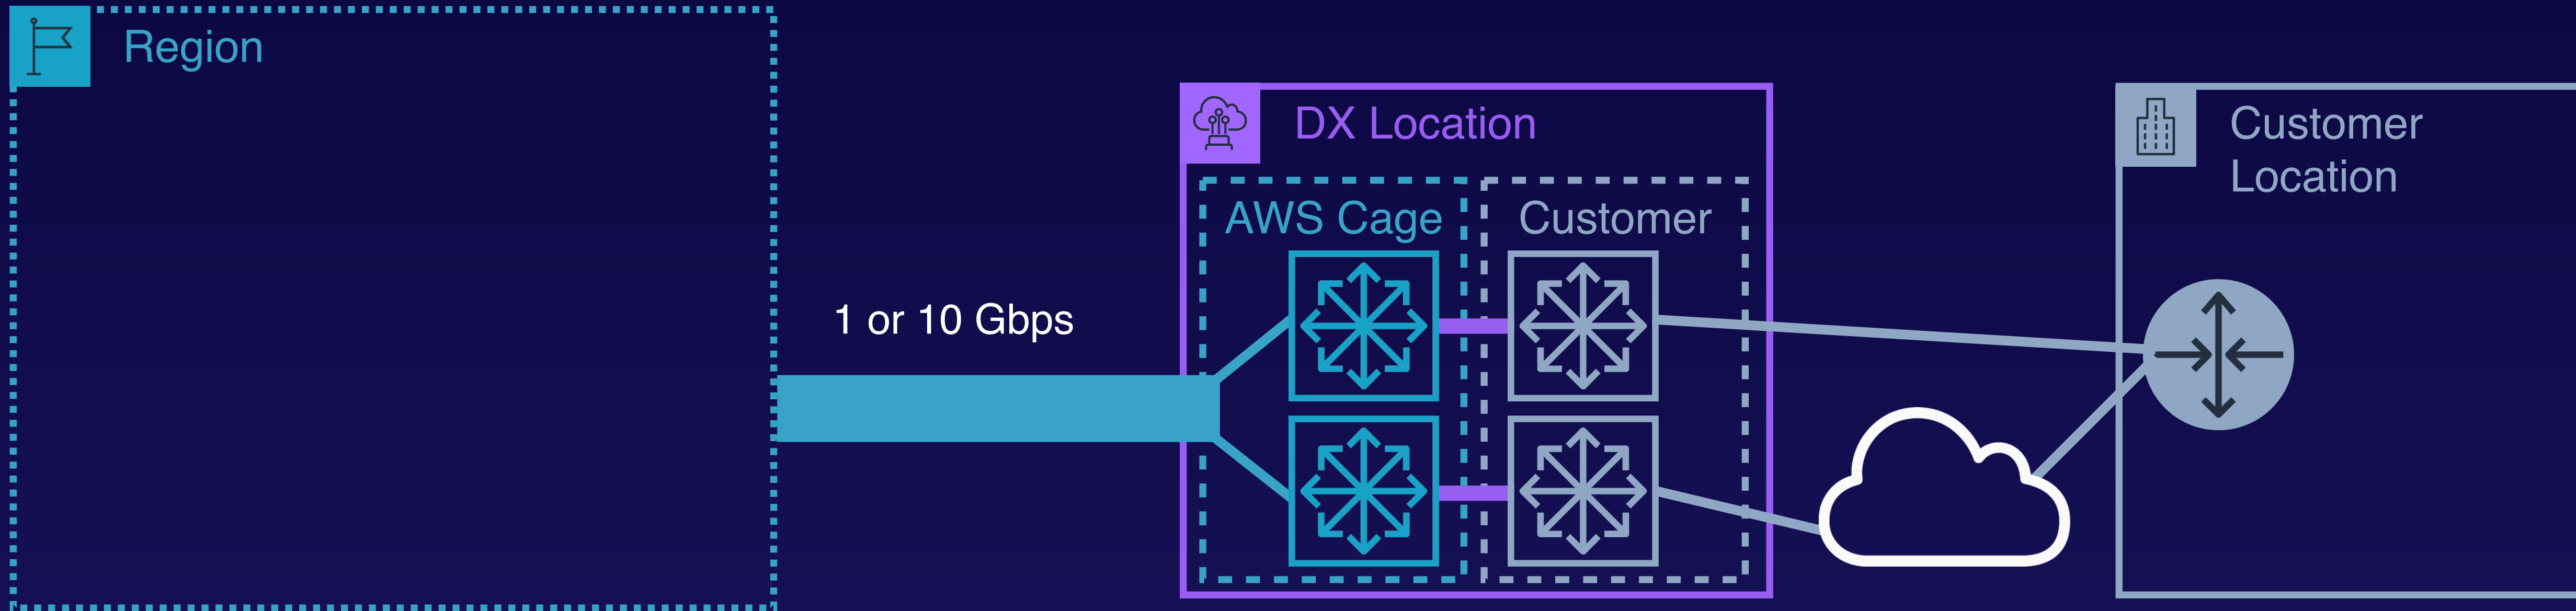 Region
1 or 10 Gbps
DX Location
AWS Cage
Customer
Customer
Location